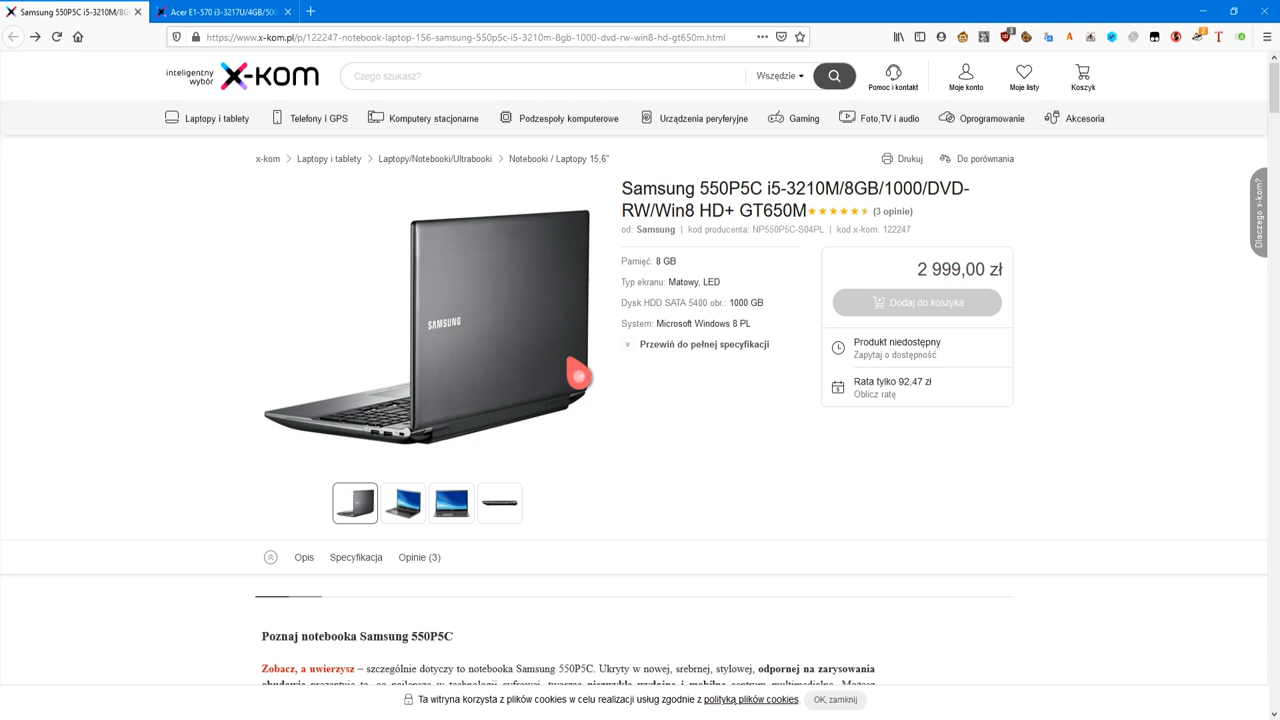 Samsung 550P5C i5-3210M/8GB
Acer E1-570 i3-3217U/4GB/500
https://www.x-kom.pl/p/122247-notebook-laptop-156-samsung-550p5c-i5-3210m-8gb-1000-dvd-rw-win8-hd-gt650m.html
inteligentny
wybór
x-kom
Czego szukasz?
Wszędzie
Pomoc i kontakt
Moje konto
Moje listy
Koszyk
Laptopy i tablety
Telefony i GPS
Komputery stacjonarne
Podzespoły komputerowe
Urządzenia peryferyjne
Gaming
Foto,TV i audio
Oprogramowanie
Akcesoria
x-kom > Laptopy i tablety > Laptopy/Notebooki/Ultrabooki > Notebooki / Laptopy 15,6"
Drukuj
Do porównania
Dlaczego x-kom?
Samsung 550P5C i5-3210M/8GB/1000/DVD-
RW/Win8 HD+ GT650M (3 opinie)
od: Samsung | kod producenta: NP550P5C-S04PL | kod x-kom: 122247
SAMSUNG
Pamięć: 8 GB
Typ ekranu: Matowy, LED
Dysk HDD SATA 5400 obr.: 1000 GB
System: Microsoft Windows 8 PL
Przewiń do pełnej specyfikacji
2 999,00 zł
Dodaj do koszyka
Produkt niedostępny
Zapytaj o dostępność
Rata tylko 92,47 zł
Oblicz ratę
Opis
Specyfikacja
Opinie (3)
Poznaj notebooka Samsung 550P5C
Zobacz, a uwierzysz – szczególnie dotyczy to notebooka Samsung 550P5C. Ukryty w nowej, srebrnej, stylowej, odpornej na zarysowania
Ta witryna korzysta z plików cookies w celu realizacji usług zgodnie z polityką plików cookies.
OK, zamknij